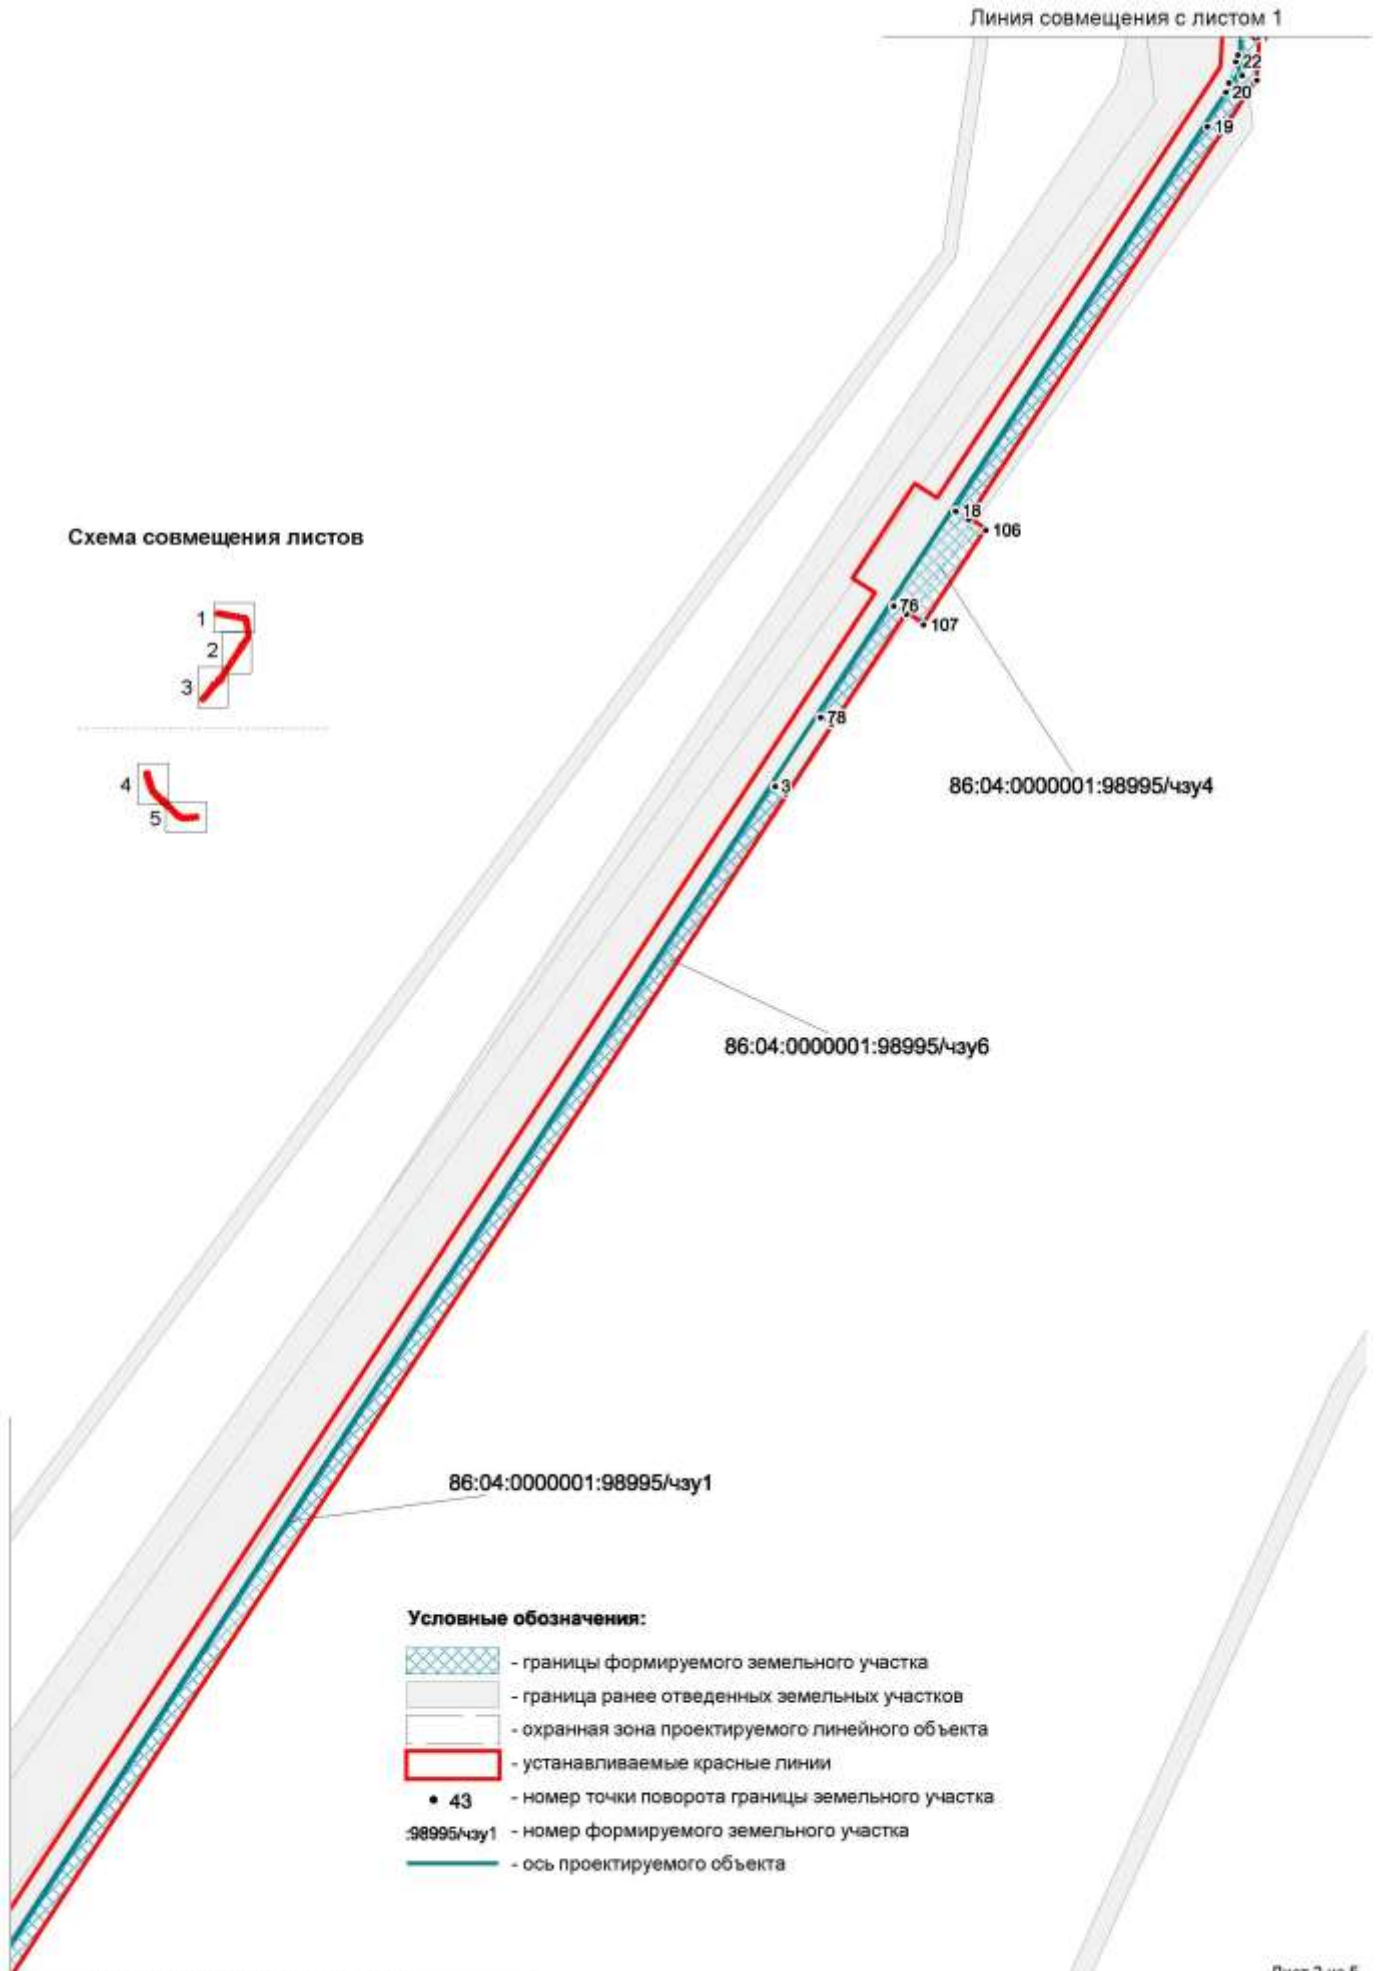 Линия совмещения с листом 1
22
20
19
18
106
76
107
78
3
Схема совмещения листов
1
2
3
4
5
86:04:0000001:98995/чзу4
86:04:0000001:98995/чзу6
86:04:0000001:98995/чзу1
Условные обозначения:
- границы формируемого земельного участка
- граница ранее отведенных земельных участков
- охранная зона проектируемого линейного объекта
- устанавливаемые красные линии
43 - номер точки поворота границы земельного участка
:98995/чзу1 - номер формируемого земельного участка
- ось проектируемого объекта